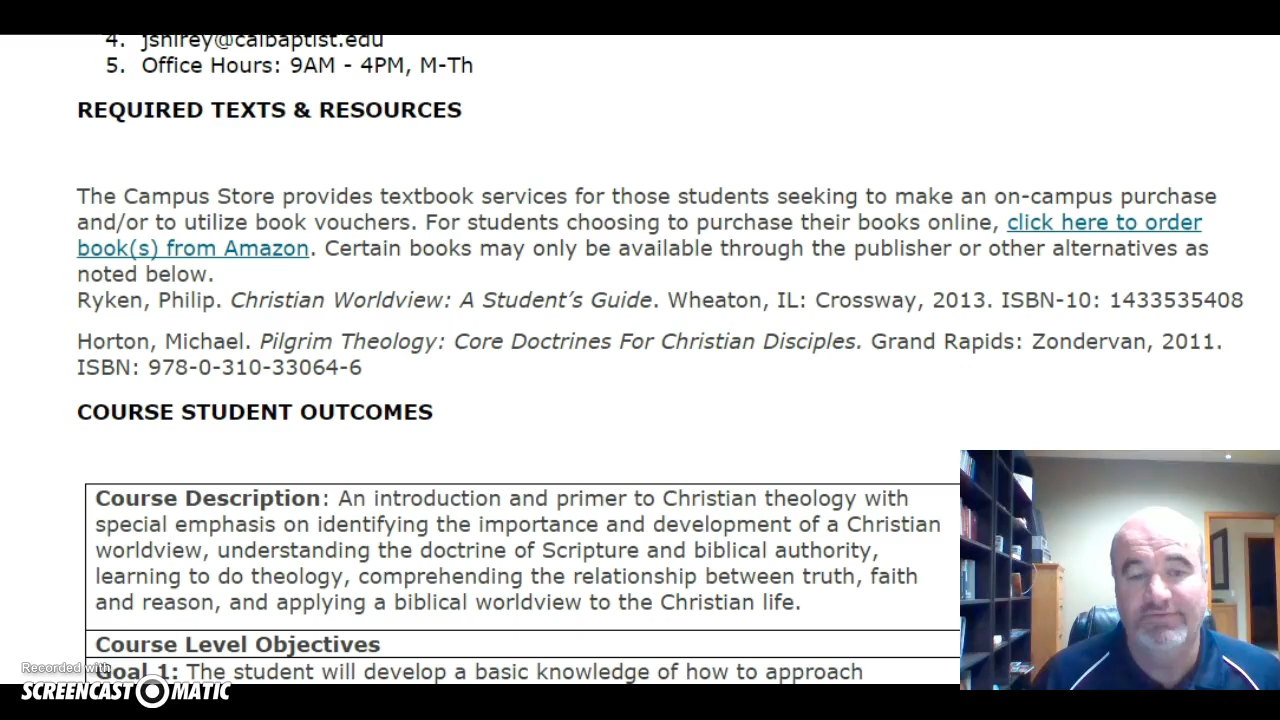 4. jshirey@calbaptist.edu
5. Office Hours: 9AM - 4PM, M-Th
REQUIRED TEXTS & RESOURCES
The Campus Store provides textbook services for those students seeking to make an on-campus purchase
and/or to utilize book vouchers. For students choosing to purchase their books online, click here to order
book(s) from Amazon. Certain books may only be available through the publisher or other alternatives as
noted below.
Ryken, Philip. Christian Worldview: A Student’s Guide. Wheaton, IL: Crossway, 2013. ISBN-10: 1433535408
Horton, Michael. Pilgrim Theology: Core Doctrines For Christian Disciples. Grand Rapids: Zondervan, 2011.
ISBN: 978-0-310-33064-6
COURSE STUDENT OUTCOMES
Course Description: An introduction and primer to Christian theology with
special emphasis on identifying the importance and development of a Christian
worldview, understanding the doctrine of Scripture and biblical authority,
learning to do theology, comprehending the relationship between truth, faith
and reason, and applying a biblical worldview to the Christian life.
Course Level Objectives
Goal 1: The student will develop a basic knowledge of how to approach
Recorded with
SCREENCAST O MATIC